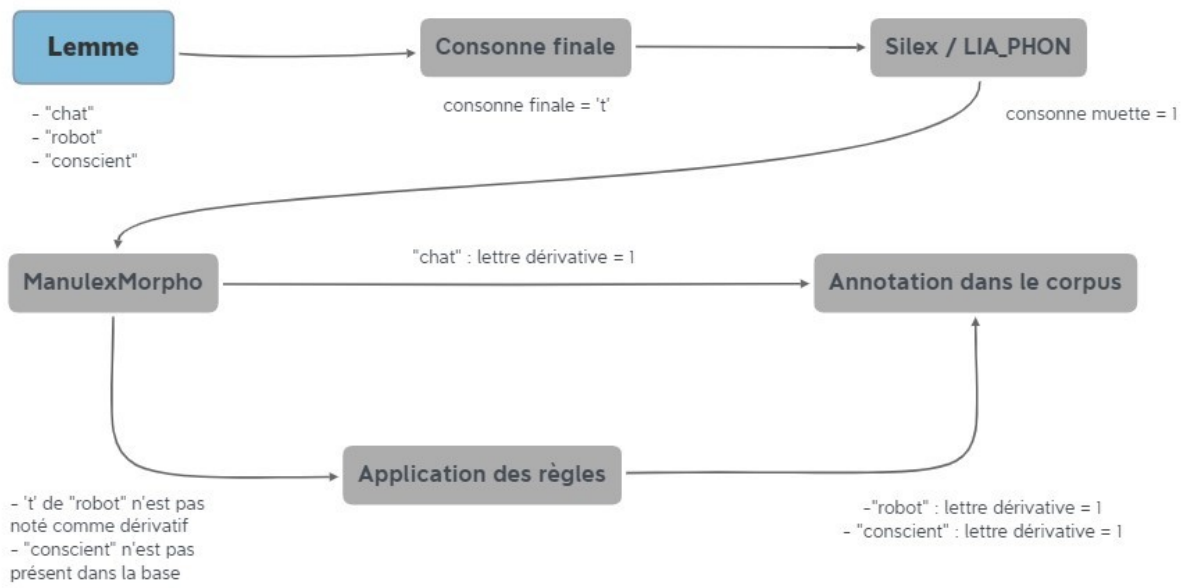 Lemme
Consonne finale
Silex / LIA_PHON
- "chat"
- "robot"
- "conscient"
consonne finale = 't'
consonne muette = 1
"chat" : lettre dérivative = 1
ManulexMorpho
Annotation dans le corpus
Application des règles
- 't' de "robot" n'est pas
noté comme dérivatif
- "conscient" n'est pas
présent dans la base
-"robot" : lettre dérivative = 1
- "conscient" : lettre dérivative = 1